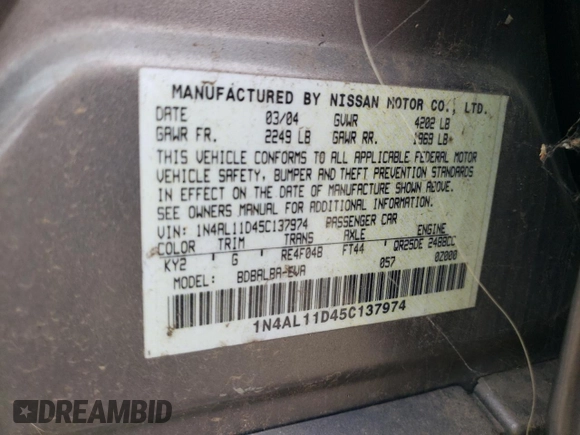 MANUFACTURED BY NISSAN MOTOR CO., LTD.
DATE 03/04 GVWR 4202 LB
GAWR FR. 2249 LB GAWR RR. 1969 LB
THIS VEHICLE CONFORMS TO ALL APPLICABLE FEDERAL MOTOR
VEHICLE SAFETY, BUMPER AND THEFT PREVENTION STANDARDS
IN EFFECT ON THE DATE OF MANUFACTURE SHOWN ABOVE.
SEE OWNERS MANUAL FOR ADDITIONAL INFORMATION.
VIN: 1N4AL11D45C137974 PASSENGER CAR
COLOR TRIM TRANS AXLE ENGINE
KY2 G RE4F04B FT44 QR25DE 2488CC
MODEL: BDBALBA-EVA 057 0Z000
1N4AL11D45C137974
DREAMBID